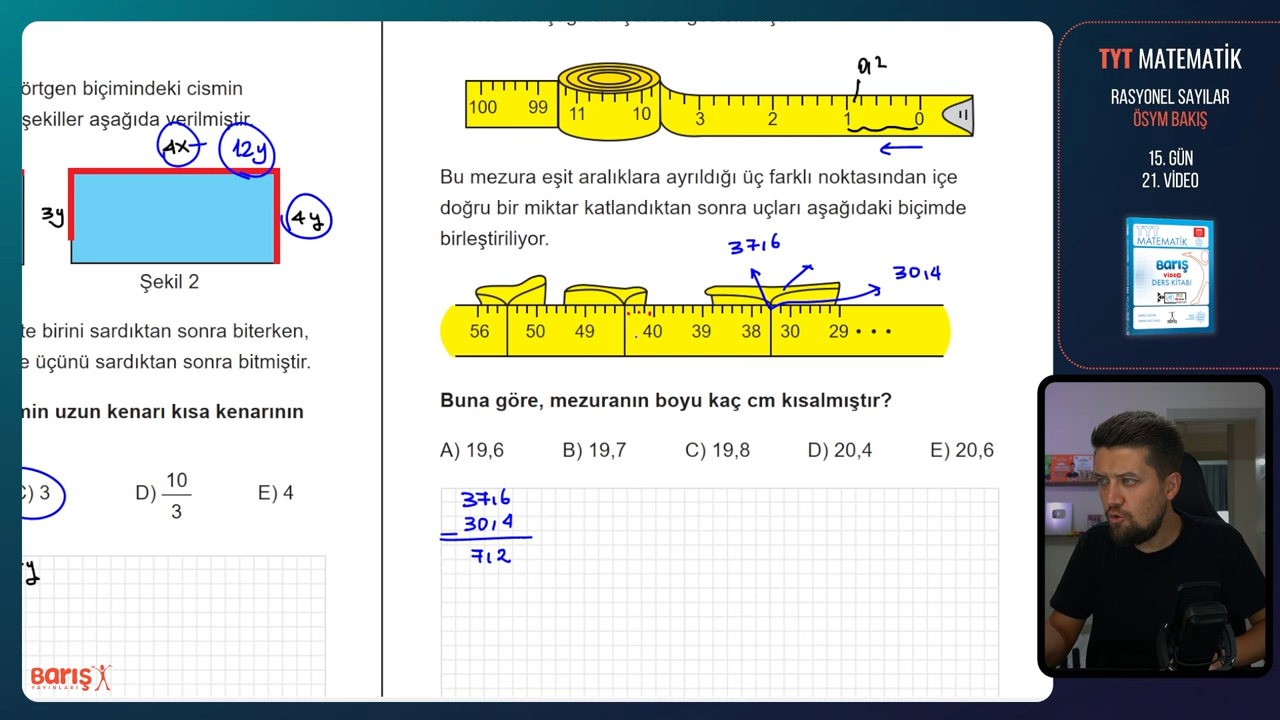 örtgen biçimindeki cismin
şekiller aşağıda verilmiştir.
4x 12y
3y
4y
Şekil 2
te birini sardıktan sonra biterken,
e üçünü sardıktan sonra bitmiştir.
min uzun kenarı kısa kenarının
) 3 D) 10/3 E) 4
y
BARIŞ
YAYINLARI
0,2
100 99 11 10 3 2 1 0
Bu mezura eşit aralıklara ayrıldığı üç farklı noktasından içe
doğru bir miktar katlandıktan sonra uçları aşağıdaki biçimde
birleştiriliyor.
37,6
30,4
56 50 49 40 39 38 30 29 • • •
Buna göre, mezuranın boyu kaç cm kısalmıştır?
A) 19,6 B) 19,7 C) 19,8 D) 20,4 E) 20,6
37,6
— 30,4
7,2
TYT MATEMATİK
RASYONEL SAYILAR
ÖSYM BAKIŞ
15. GÜN
21. VİDEO
TYT
MATEMATİK
BARIŞ
VİDEO
DERS KİTABI